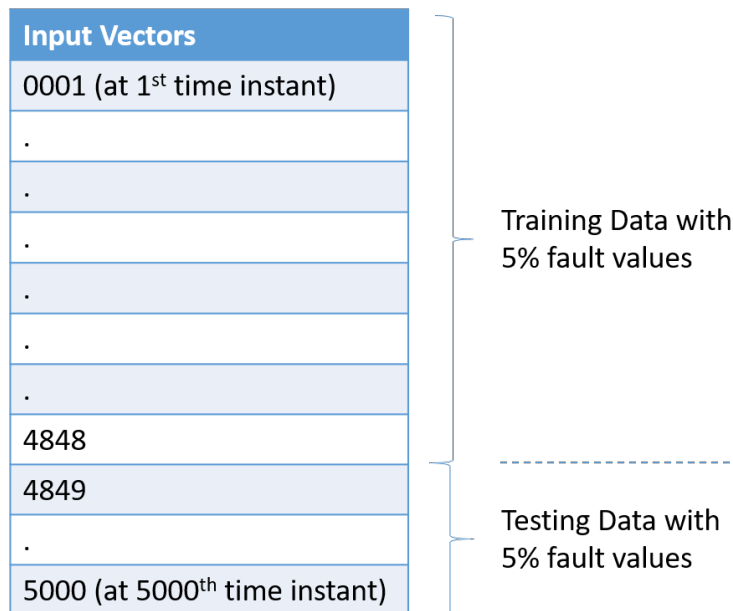 Input Vectors
0001 (at 1st time instant)
.
.
.
.
.
.
4848
4849
.
5000 (at 5000th time instant)
Training Data with
5% fault values
Testing Data with
5% fault values